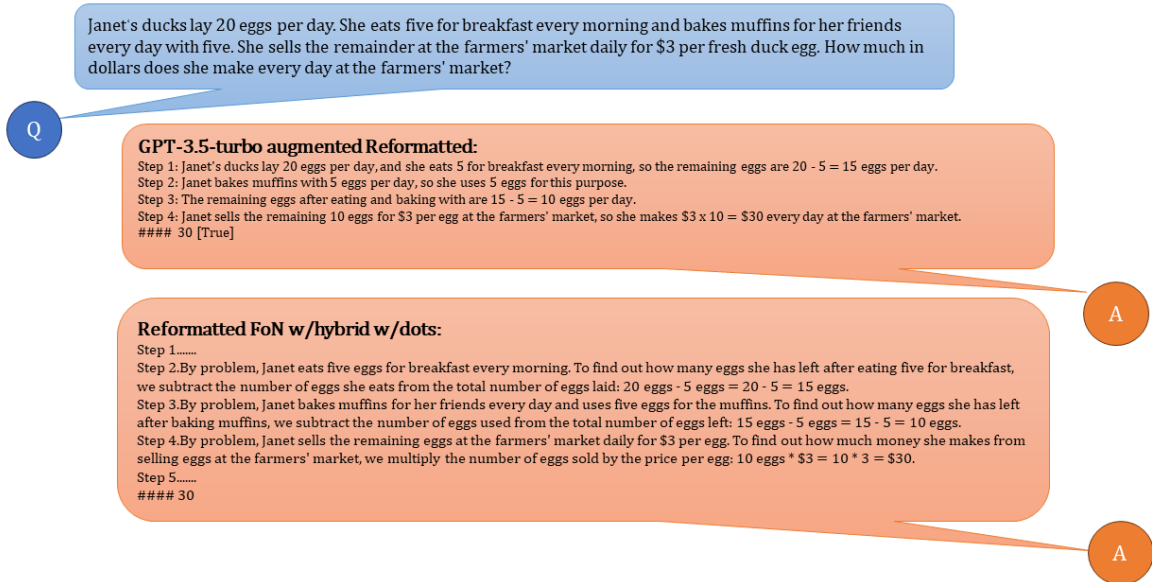 Janet's ducks lay 20 eggs per day. She eats five for breakfast every morning and bakes muffins for her friends
every day with five. She sells the remainder at the farmers' market daily for $3 per fresh duck egg. How much in
dollars does she make every day at the farmers' market?
Q
GPT-3.5-turbo augmented Reformatted:
Step 1: Janet's ducks lay 20 eggs per day, and she eats 5 for breakfast every morning, so the remaining eggs are 20 - 5 = 15 eggs per day.
Step 2: Janet bakes muffins with 5 eggs per day, so she uses 5 eggs for this purpose.
Step 3: The remaining eggs after eating and baking with are 15 - 5 = 10 eggs per day.
Step 4: Janet sells the remaining 10 eggs for $3 per egg at the farmers' market, so she makes $3 x 10 = $30 every day at the farmers' market.
#### 30 [True]
A
Reformatted FoN w/hybrid w/dots:
Step 1.......
Step 2.By problem, Janet eats five eggs for breakfast every morning. To find out how many eggs she has left after eating five for breakfast,
we subtract the number of eggs she eats from the total number of eggs laid: 20 eggs - 5 eggs = 20 - 5 = 15 eggs.
Step 3.By problem, Janet bakes muffins for her friends every day and uses five eggs for the muffins. To find out how many eggs she has left
after baking muffins, we subtract the number of eggs used from the total number of eggs left: 15 eggs - 5 eggs = 15 - 5 = 10 eggs.
Step 4.By problem, Janet sells the remaining eggs at the farmers' market daily for $3 per egg. To find out how much money she makes from
selling eggs at the farmers' market, we multiply the number of eggs sold by the price per egg: 10 eggs * $3 = 10 * 3 = $30.
Step 5.......
#### 30
A